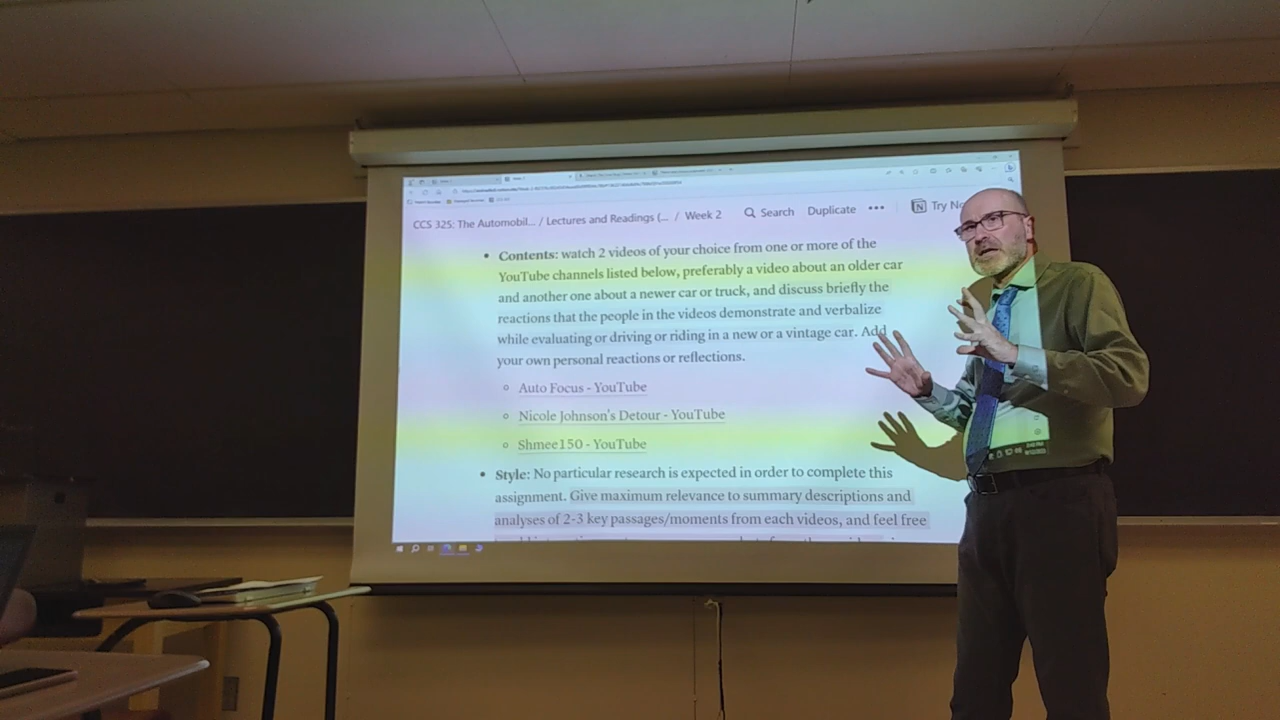 CCS 325: The Automobil... / Lectures and Readings (... / Week 2 Search Duplicate ••• Try No
• Contents: watch 2 videos of your choice from one or more of the
YouTube channels listed below, preferably a video about an older car
and another one about a newer car or truck, and discuss briefly the
reactions that the people in the videos demonstrate and verbalize
while evaluating or driving or riding in a new or a vintage car. Add
your own personal reactions or reflections.
Auto Focus - YouTube
Nicole Johnson's Detour - YouTube
Shmee150 - YouTube
• Style: No particular research is expected in order to complete this
assignment. Give maximum relevance to summary descriptions and
analyses of 2-3 key passages/moments from each videos, and feel free